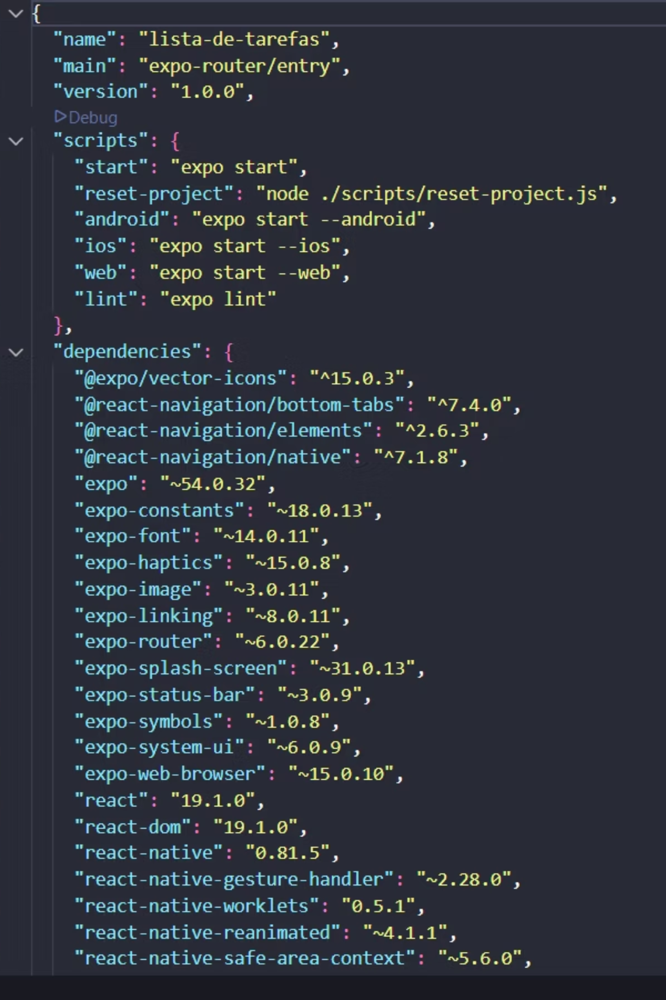 {
"name": "lista-de-tarefas",
"main": "expo-router/entry",
"version": "1.0.0",
Debug
"scripts": {
"start": "expo start",
"reset-project": "node ./scripts/reset-project.js",
"android": "expo start --android",
"ios": "expo start --ios",
"web": "expo start --web",
"lint": "expo lint"
},
"dependencies": {
"@expo/vector-icons": "^15.0.3",
"@react-navigation/bottom-tabs": "^7.4.0",
"@react-navigation/elements": "^2.6.3",
"@react-navigation/native": "^7.1.8",
"expo": "~54.0.32",
"expo-constants": "~18.0.13",
"expo-font": "~14.0.11",
"expo-haptics": "~15.0.8",
"expo-image": "~3.0.11",
"expo-linking": "~8.0.11",
"expo-router": "~6.0.22",
"expo-splash-screen": "~31.0.13",
"expo-status-bar": "~3.0.9",
"expo-symbols": "~1.0.8",
"expo-system-ui": "~6.0.9",
"expo-web-browser": "~15.0.10",
"react": "19.1.0",
"react-dom": "19.1.0",
"react-native": "0.81.5",
"react-native-gesture-handler": "~2.28.0",
"react-native-worklets": "0.5.1",
"react-native-reanimated": "~4.1.1",
"react-native-safe-area-context": "~5.6.0",